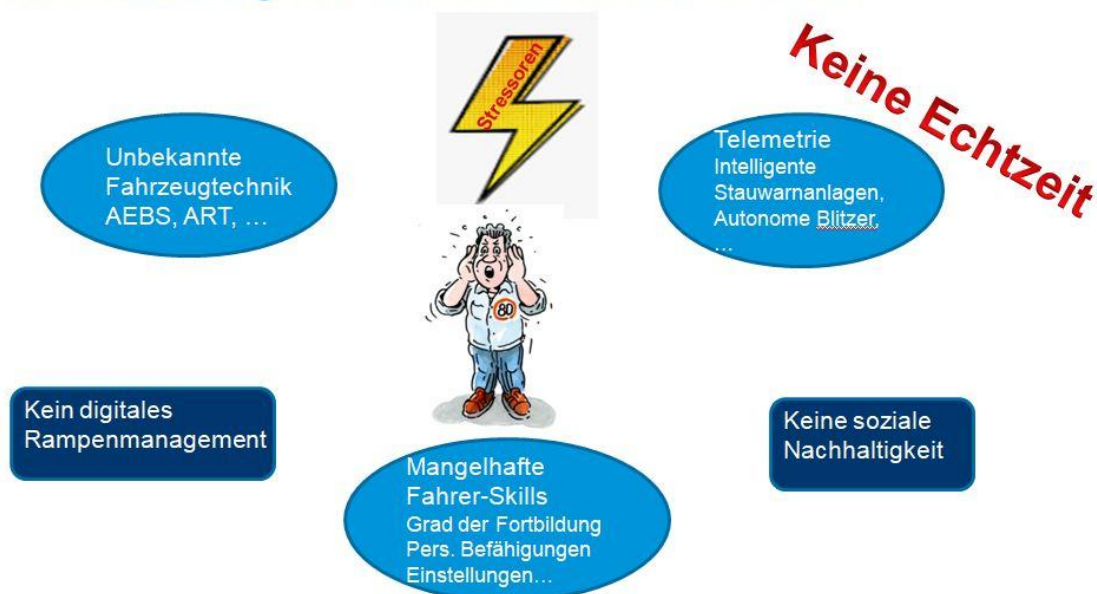 Stressoren
Keine Echtzeit
Unbekannte
Fahrzeugtechnik
AEBS, ART, …
Telemetrie
Intelligente
Stauwarnanlagen,
Autonome Blitzer,
…
80
Kein digitales
Rampenmanagement
Keine soziale
Nachhaltigkeit
Mangelhafte
Fahrer-Skills
Grad der Fortbildung
Pers. Befähigungen
Einstellungen…